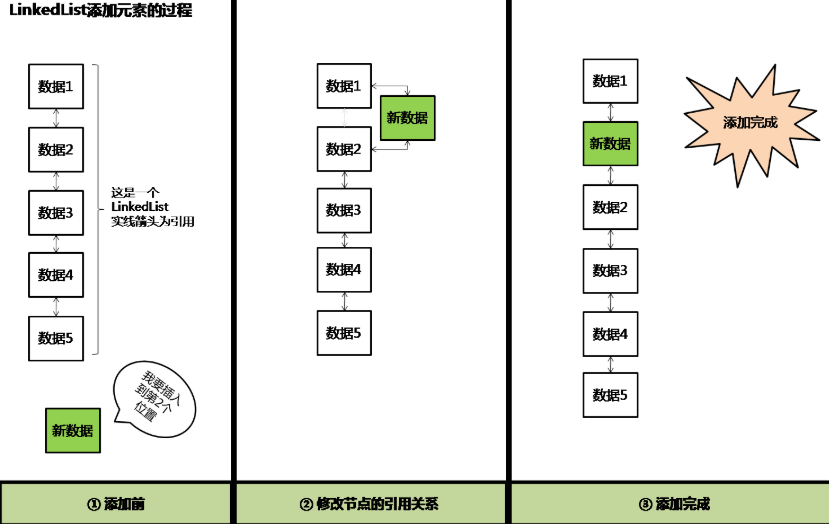 LinkedList添加元素的过程
数据1
数据2
数据3
数据4
数据5
这是一个
LinkedList
实线箭头为引用
我要插入
到第2个
位置
新数据
① 添加前
数据1
新数据
数据2
数据3
数据4
数据5
② 修改节点的引用关系
数据1
新数据
数据2
数据3
数据4
数据5
添加完成
③ 添加完成